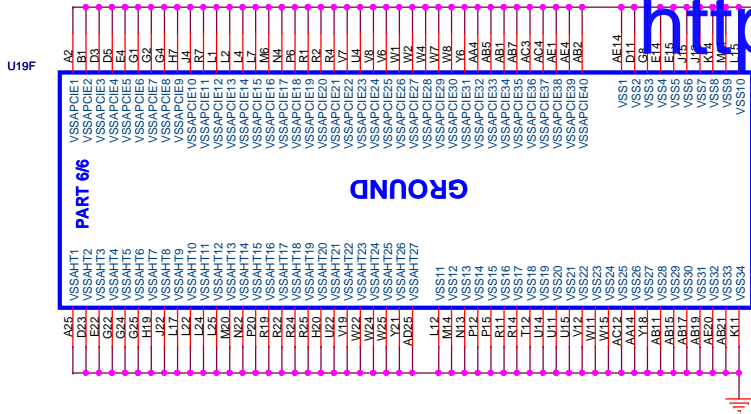 http
U19F
A2 B1 D3 D5 E4 G1 G2 G4 H7 J4 R7 L1 L2 L4 L7 M6 N4 P6 R1 R2 R4 V7 U4 V8 V6 W1 W2 W4 W7 W8 Y6 AA4 AB5 AB1 AB7 AC3 AC4 AE1 AE4 AB2 AE14 D11 G8 E14 E15 J15 K14 L15
VSSAPCIE1 VSSAPCIE2 VSSAPCIE3 VSSAPCIE4 VSSAPCIE5 VSSAPCIE6 VSSAPCIE7 VSSAPCIE8 VSSAPCIE9 VSSAPCIE10 VSSAPCIE11 VSSAPCIE12 VSSAPCIE13 VSSAPCIE14 VSSAPCIE15 VSSAPCIE16 VSSAPCIE17 VSSAPCIE18 VSSAPCIE19 VSSAPCIE20 VSSAPCIE21 VSSAPCIE22 VSSAPCIE23 VSSAPCIE24 VSSAPCIE25 VSSAPCIE26 VSSAPCIE27 VSSAPCIE28 VSSAPCIE29 VSSAPCIE30 VSSAPCIE31 VSSAPCIE32 VSSAPCIE33 VSSAPCIE34 VSSAPCIE35 VSSAPCIE36 VSSAPCIE37 VSSAPCIE38 VSSAPCIE39 VSSAPCIE40 VSS1 VSS2 VSS3 VSS4 VSS5 VSS6 VSS7 VSS8 VSS9 VSS10
PART 6/6
GROUND
VSSAHT1 VSSAHT2 VSSAHT3 VSSAHT4 VSSAHT5 VSSAHT6 VSSAHT7 VSSAHT8 VSSAHT9 VSSAHT10 VSSAHT11 VSSAHT12 VSSAHT13 VSSAHT14 VSSAHT15 VSSAHT16 VSSAHT17 VSSAHT18 VSSAHT19 VSSAHT20 VSSAHT21 VSSAHT22 VSSAHT23 VSSAHT24 VSSAHT25 VSSAHT26 VSSAHT27 VSS11 VSS12 VSS13 VSS14 VSS15 VSS16 VSS17 VSS18 VSS19 VSS20 VSS21 VSS22 VSS23 VSS24 VSS25 VSS26 VSS27 VSS28 VSS29 VSS30 VSS31 VSS32 VSS33 VSS34
A25 D23 E22 G22 G24 G25 H19 J22 L17 L22 L24 L25 M20 N22 P20 R19 R22 R24 R25 H20 U22 V19 W22 W24 W25 Y21 AD25 L12 M14 N13 P12 P15 R11 R14 T12 U14 U11 U15 V12 W11 W15 AC12 AA14 Y18 AB11 AB15 AB17 AB19 AE20 AB21 K11